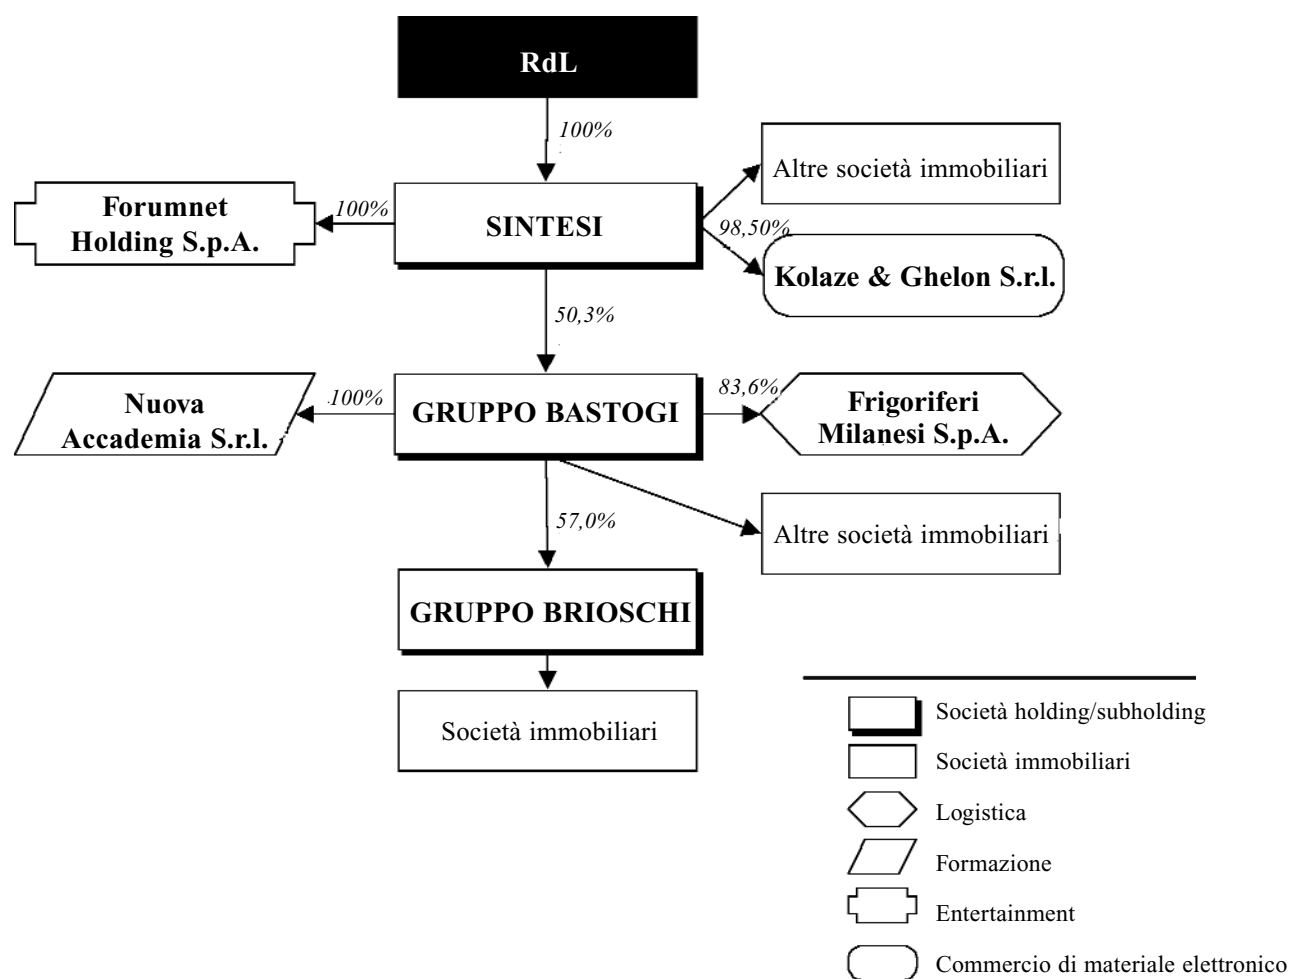 RdL
100%
Altre società immobiliari
Forumnet
Holding S.p.A.
100%
SINTESI
98,50%
Kolaze & Ghelon S.r.l.
50,3%
Nuova
Accademia S.r.l.
100%
GRUPPO BASTOGI
83,6%
Frigoriferi
Milanesi S.p.A.
57,0%
Altre società immobiliari
GRUPPO BRIOSCHI
Società immobiliari
Società holding/subholding
Società immobiliari
Logistica
Formazione
Entertainment
Commercio di materiale elettronico